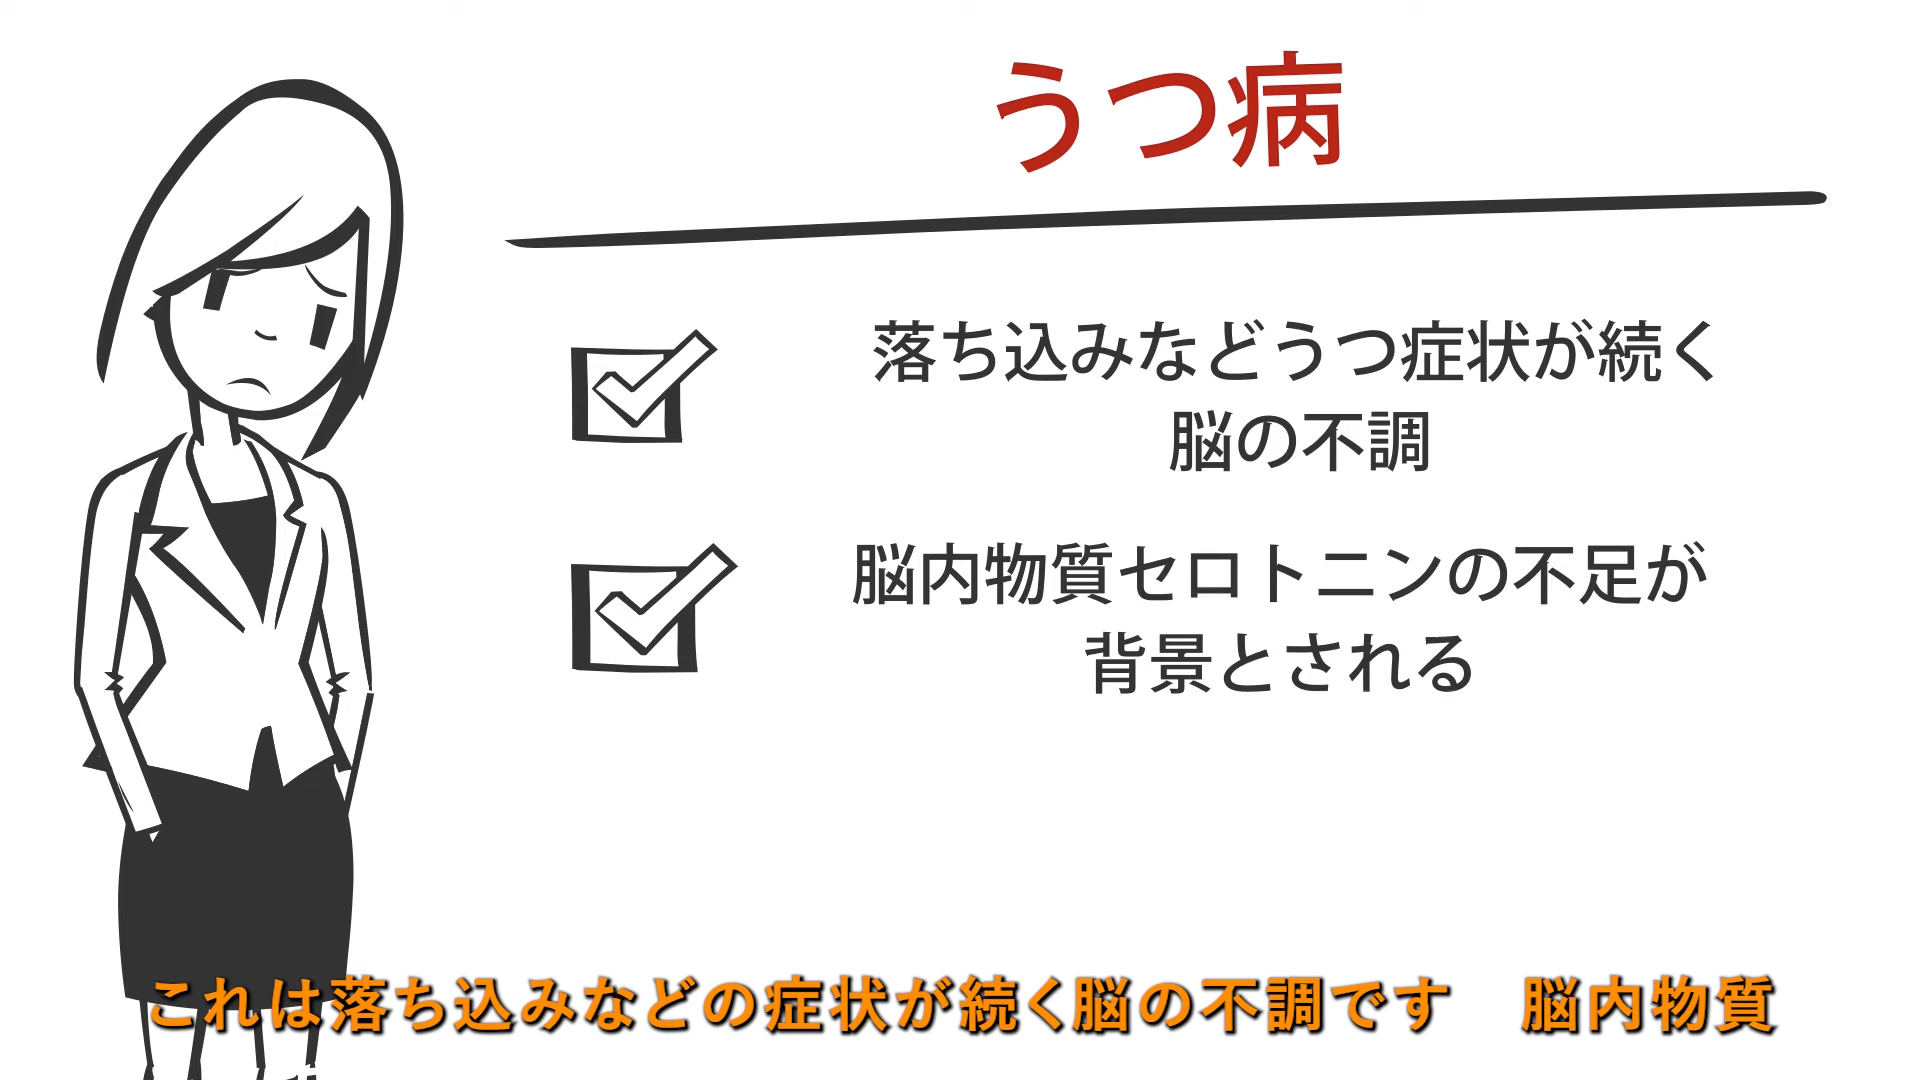 うつ病
落ち込みなどうつ症状が続く
脳の不調
脳内物質セロトニンの不足が
背景とされる
これは落ち込みなどの症状が続く脳の不調です　脳内物質